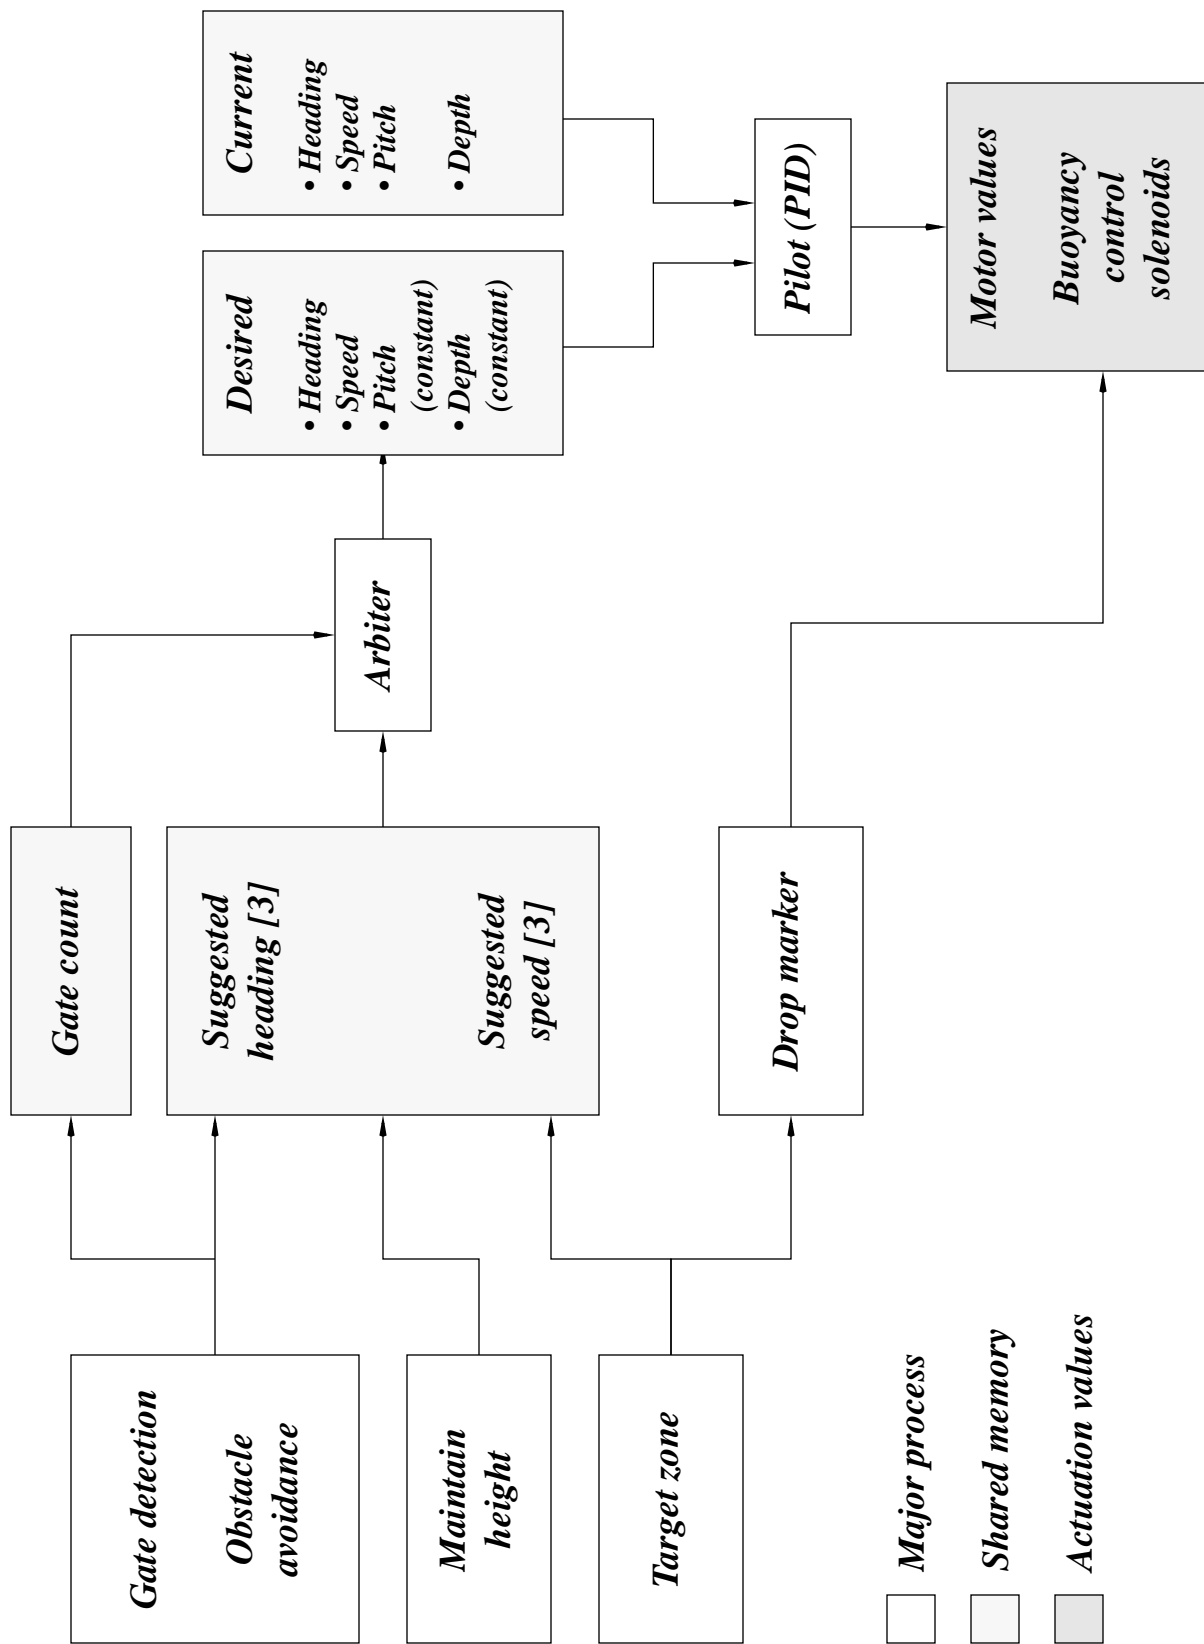 Gate detection
Obstacle
avoidance
Maintain
height
Target zone
Gate count
Suggested
heading [3]
Suggested
speed [3]
Drop marker
Arbiter
Desired
• Heading
• Speed
• Pitch
(constant)
• Depth
(constant)
Current
• Heading
• Speed
• Pitch
• Depth
Pilot (PID)
Motor values
Buoyancy
control
solenoids
Major process
Shared memory
Actuation values